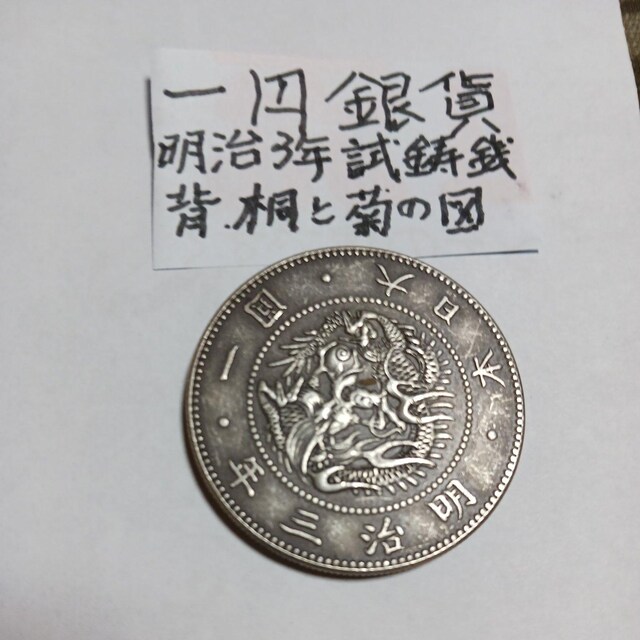 一円銀貨
明治3年試鋳銭
背.桐と菊の図
大日本・明治三年・一圓・